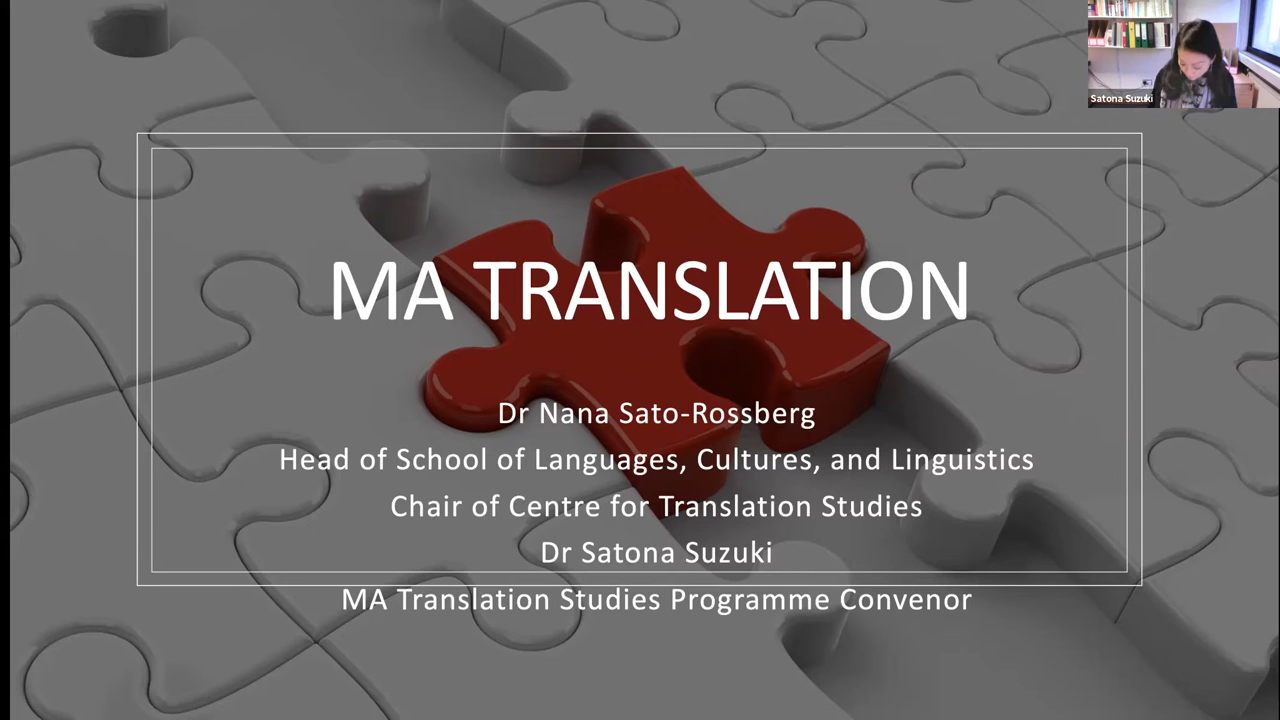 Satona Suzuki
MA TRANSLATION
Dr Nana Sato-Rossberg
Head of School of Languages, Cultures, and Linguistics
Chair of Centre for Translation Studies
Dr Satona Suzuki
MA Translation Studies Programme Convenor